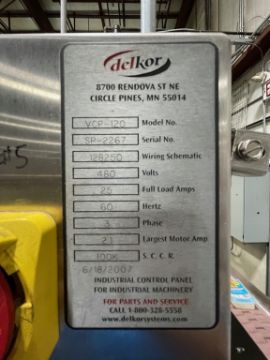 delkor
8700 RENDOVA ST NE
CIRCLE PINES, MN 55014
VCP-120 Model No.
SP-2267 Serial No.
128250 Wiring Schematic
480 Volts
25 Full Load Amps
60 Hertz
3 Phase
21 Largest Motor Amp
100K S. C. C. R.
6/18/2007
INDUSTRIAL CONTROL PANEL
FOR INDUSTRIAL MACHINERY
FOR PARTS AND SERVICE
CALL 1-800-328-5558
www.delkorsystems.com